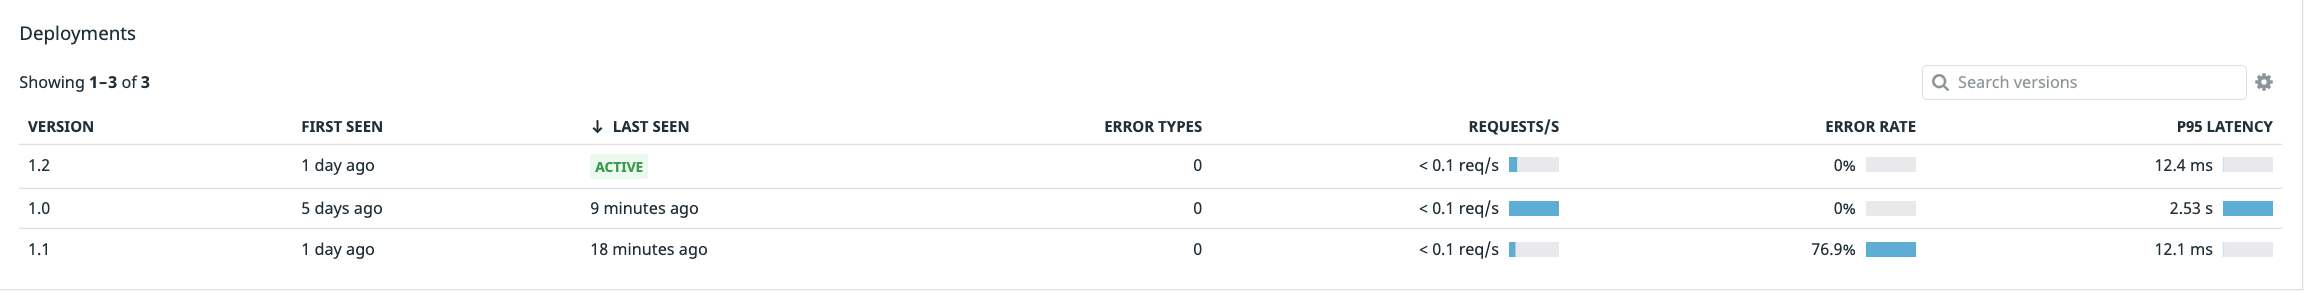 Deployments
Showing 1–3 of 3
Search versions
VERSION FIRST SEEN ↓ LAST SEEN ERROR TYPES REQUESTS/S ERROR RATE P95 LATENCY
1.2 1 day ago ACTIVE 0 < 0.1 req/s 0% 12.4 ms
1.0 5 days ago 9 minutes ago 0 < 0.1 req/s 0% 2.53 s
1.1 1 day ago 18 minutes ago 0 < 0.1 req/s 76.9% 12.1 ms